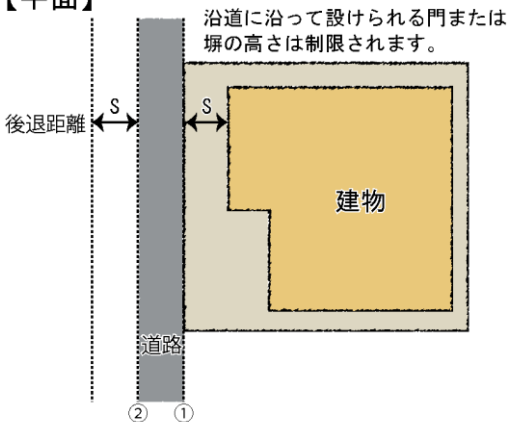 【平面】
沿道に沿って設けられる門または
塀の高さは制限されます。
S
S
後退距離
建物
道路
② ①